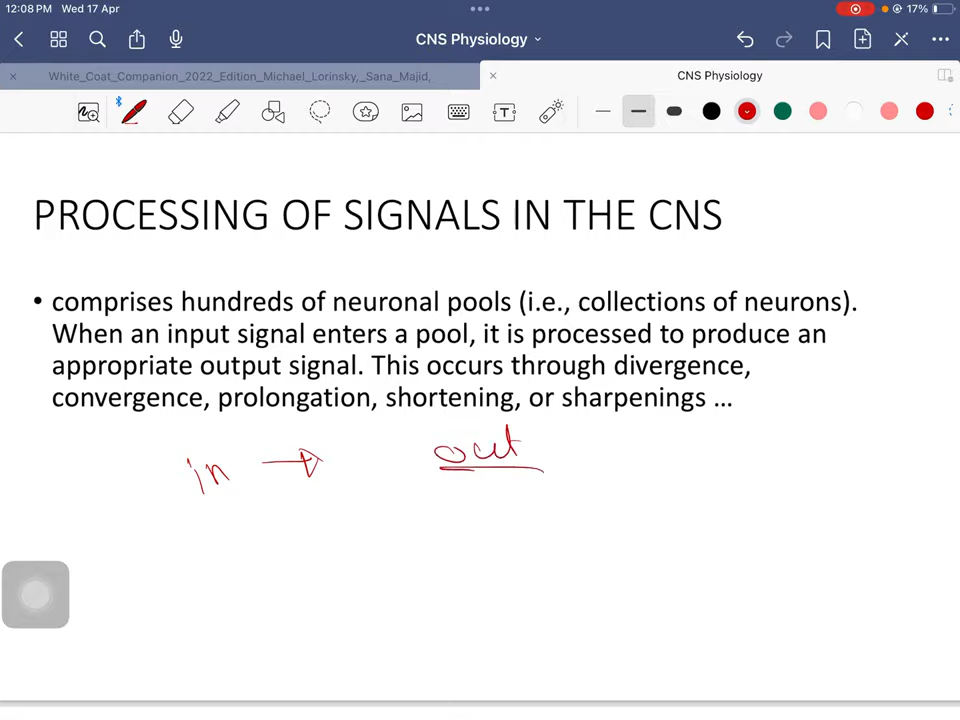 12:08 PM Wed 17 Apr
17%
CNS Physiology
White_Coat_Companion_2022_Edition_Michael_Lorinsky,_Sana_Majid,
CNS Physiology
T
PROCESSING OF SIGNALS IN THE CNS
• comprises hundreds of neuronal pools (i.e., collections of neurons).
When an input signal enters a pool, it is processed to produce an
appropriate output signal. This occurs through divergence,
convergence, prolongation, shortening, or sharpenings …
in → out